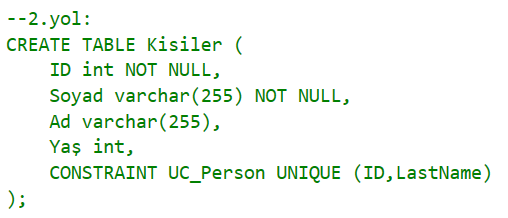 --2.yol:
CREATE TABLE Kisiler (
    ID int NOT NULL,
    Soyad varchar(255) NOT NULL,
    Ad varchar(255),
    Yaş int,
    CONSTRAINT UC_Person UNIQUE (ID,LastName)
);